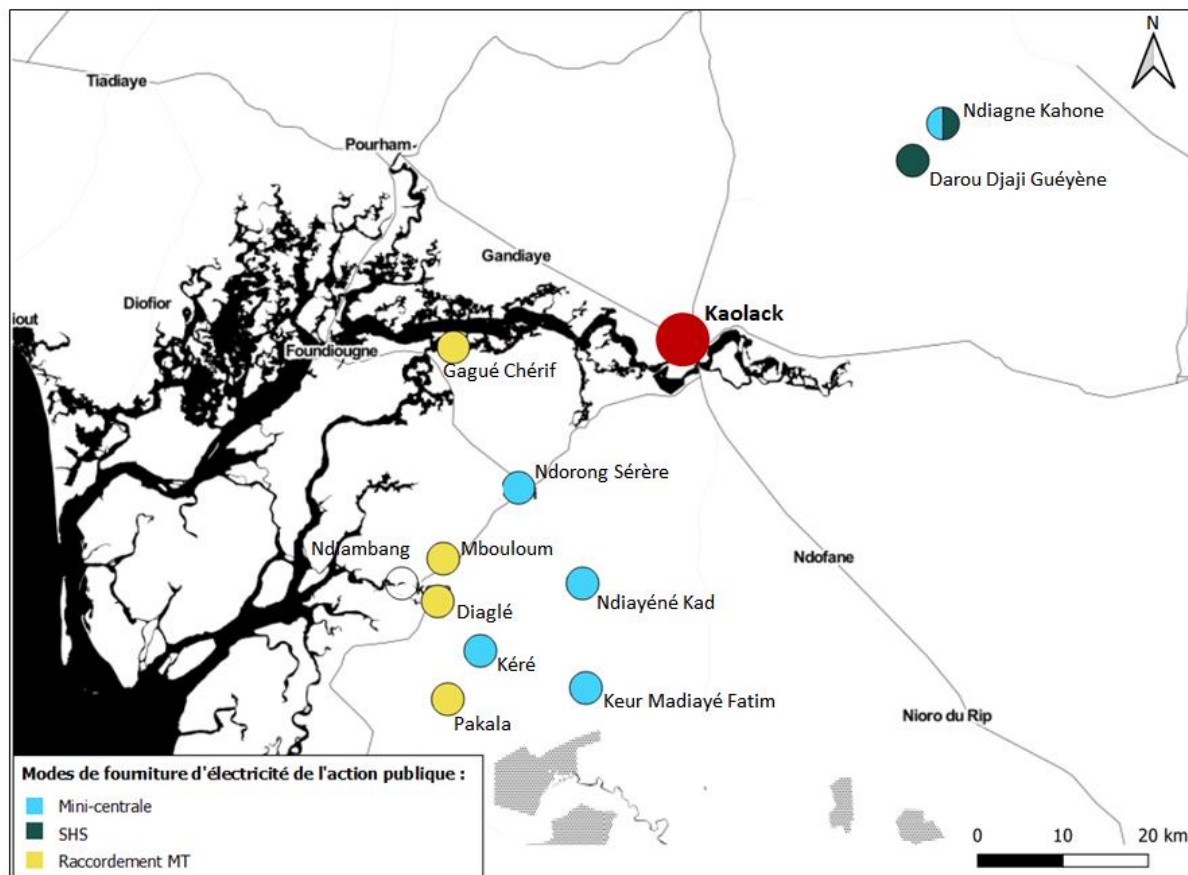 N
Tiadiaye
Ndiagne Kahone
Pourham
Darou Djaji Guéyène
Gandiaye
Diofior
Kaolack
iout
Foundiougne
Gagué Chérif
Ndorong Sérère
Ndiambang
Mbouloum
Ndofane
Ndiayéné Kad
Diaglé
Kéré
Keur Madiayé Fatim
Pakala
Nioro du Rip
Modes de fourniture d'électricité de l'action publique :
Mini-centrale
SHS
Raccordement MT
0 10 20 km